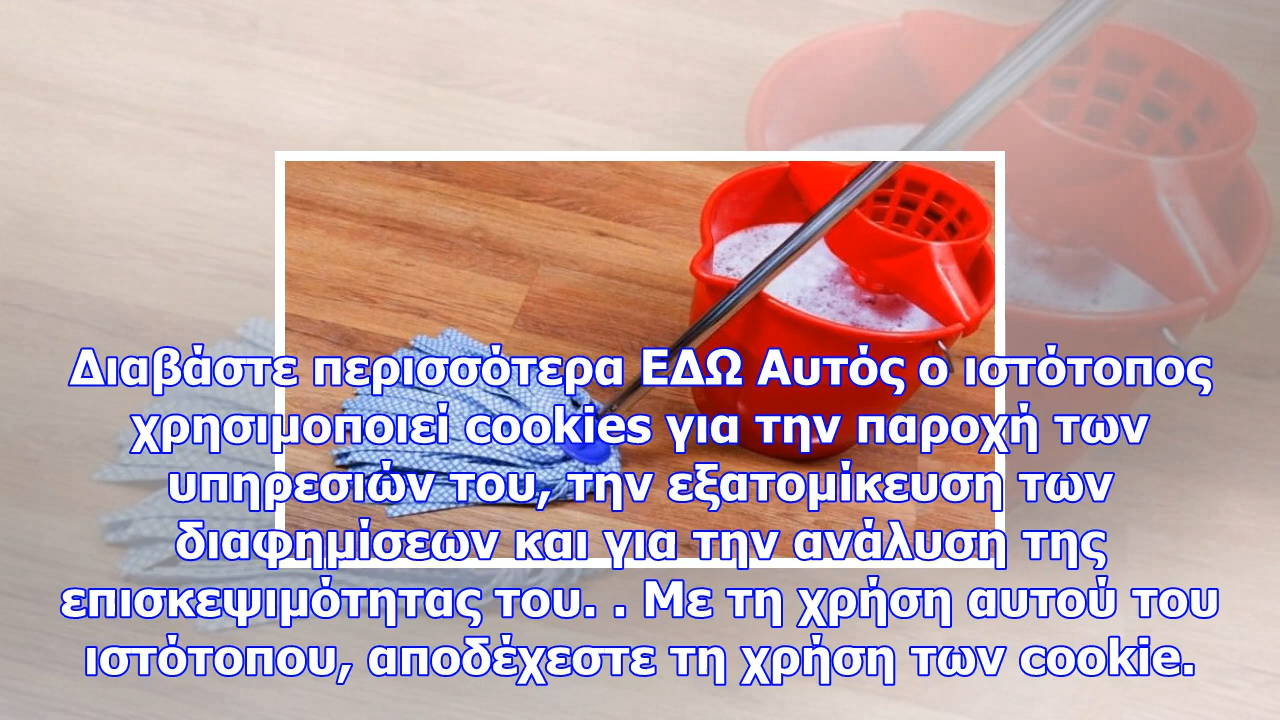 Διαβάστε περισσότερα ΕΔΩ Αυτός ο ιστότοπος
χρησιμοποιεί cookies για την παροχή των
υπηρεσιών του, την εξατομίκευση των
διαφημίσεων και για την ανάλυση της
επισκεψιμότητας του. . Με τη χρήση αυτού του
ιστότοπου, αποδέχεστε τη χρήση των cookie.